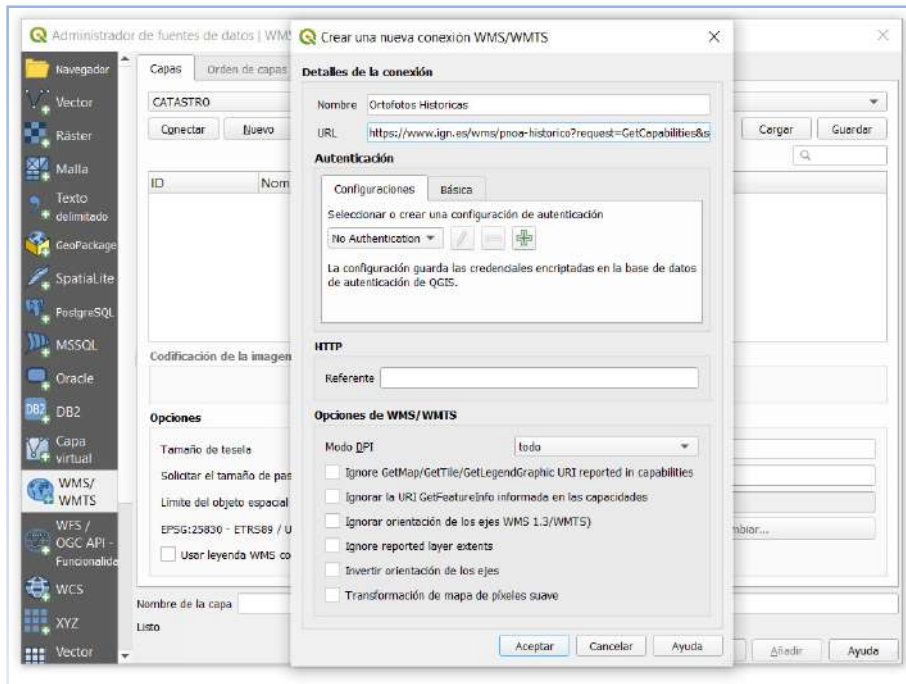 Administrador de fuentes de datos | WMS
Crear una nueva conexión WMS/WMTS
Navegador
Vector
Ráster
Malla
Texto
delimitado
GeoPackage
SpatiaLite
PostgreSQL
MSSQL
Oracle
DB2
DB2
Capa
virtual
WMS/
WMTS
WFS /
OGC API -
Funcionalida
WCS
XYZ
Vector
Capas
Orden de capas
CATASTRO
Conectar
Nuevo
Cargar
Guardar
ID
Nom
Codificación de la imagen
Opciones
Tamaño de tesela
Solicitar el tamaño de pas
Límite del objeto espacial
EPSG:25830 - ETRS89 / U
mbiar...
Usar leyenda WMS co
Nombre de la capa
Listo
Añadir
Ayuda
Detalles de la conexión
Nombre
Ortofotos Historicas
URL
https://www.ign.es/wms/pnoa-historico?request=GetCapabilities&s
Autenticación
Configuraciones
Básica
Seleccionar o crear una configuración de autenticación
No Authentication
La configuración guarda las credenciales encriptadas en la base de datos
de autenticación de QGIS.
HTTP
Referente
Opciones de WMS/WMTS
Modo DPI
todo
Ignore GetMap/GetTile/GetLegendGraphic URI reported in capabilities
Ignorar la URI GetFeatureInfo informada en las capacidades
Ignorar orientación de los ejes WMS 1.3/WMTS)
Ignore reported layer extents
Invertir orientación de los ejes
Transformación de mapa de píxeles suave
Aceptar
Cancelar
Ayuda